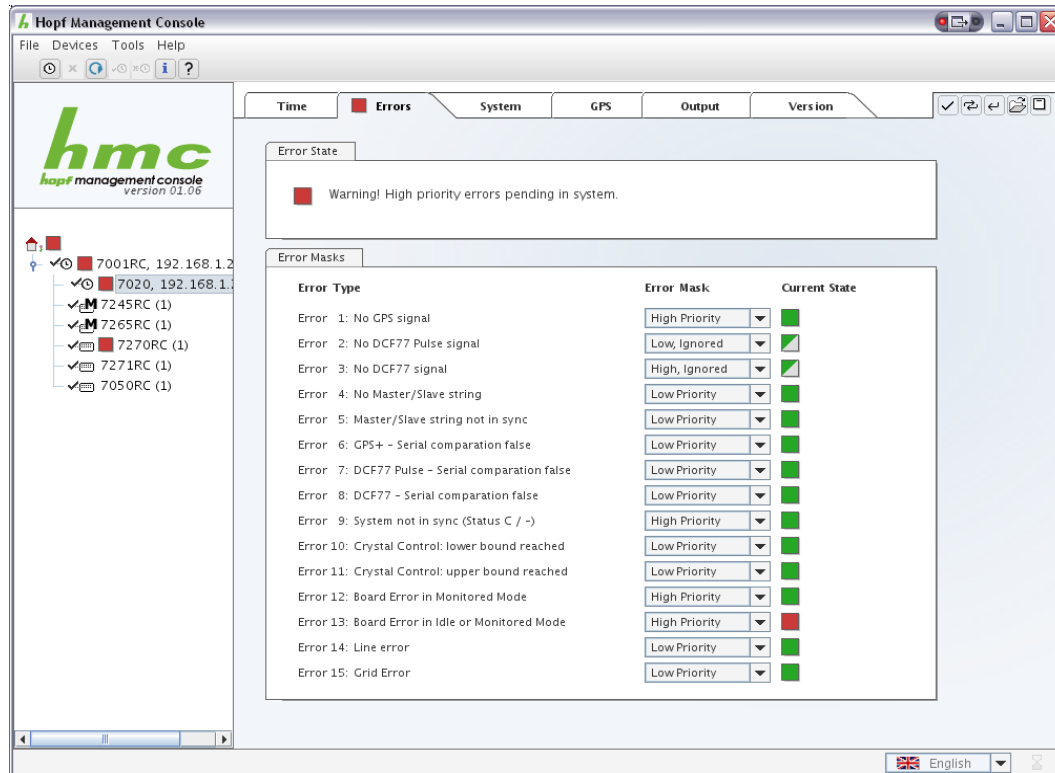 Hopf Management Console
File Devices Tools Help
hmc
hopf management console
version 01.06
7001RC, 192.168.1.2
7020, 192.168.1.
M 7245RC (1)
M 7265RC (1)
7270RC (1)
7271RC (1)
7050RC (1)
Time Errors System GPS Output Version
Error State
Warning! High priority errors pending in system.
Error Masks
Error Type Error Mask Current State
Error 1: No GPS signal High Priority
Error 2: No DCF77 Pulse signal Low, Ignored
Error 3: No DCF77 signal High, Ignored
Error 4: No Master/Slave string Low Priority
Error 5: Master/Slave string not in sync Low Priority
Error 6: GPS+ - Serial comparation false Low Priority
Error 7: DCF77 Pulse - Serial comparation false Low Priority
Error 8: DCF77 - Serial comparation false Low Priority
Error 9: System not in sync (Status C / -) High Priority
Error 10: Crystal Control: lower bound reached Low Priority
Error 11: Crystal Control: upper bound reached Low Priority
Error 12: Board Error in Monitored Mode High Priority
Error 13: Board Error in Idle or Monitored Mode High Priority
Error 14: Line error Low Priority
Error 15: Grid Error Low Priority
English